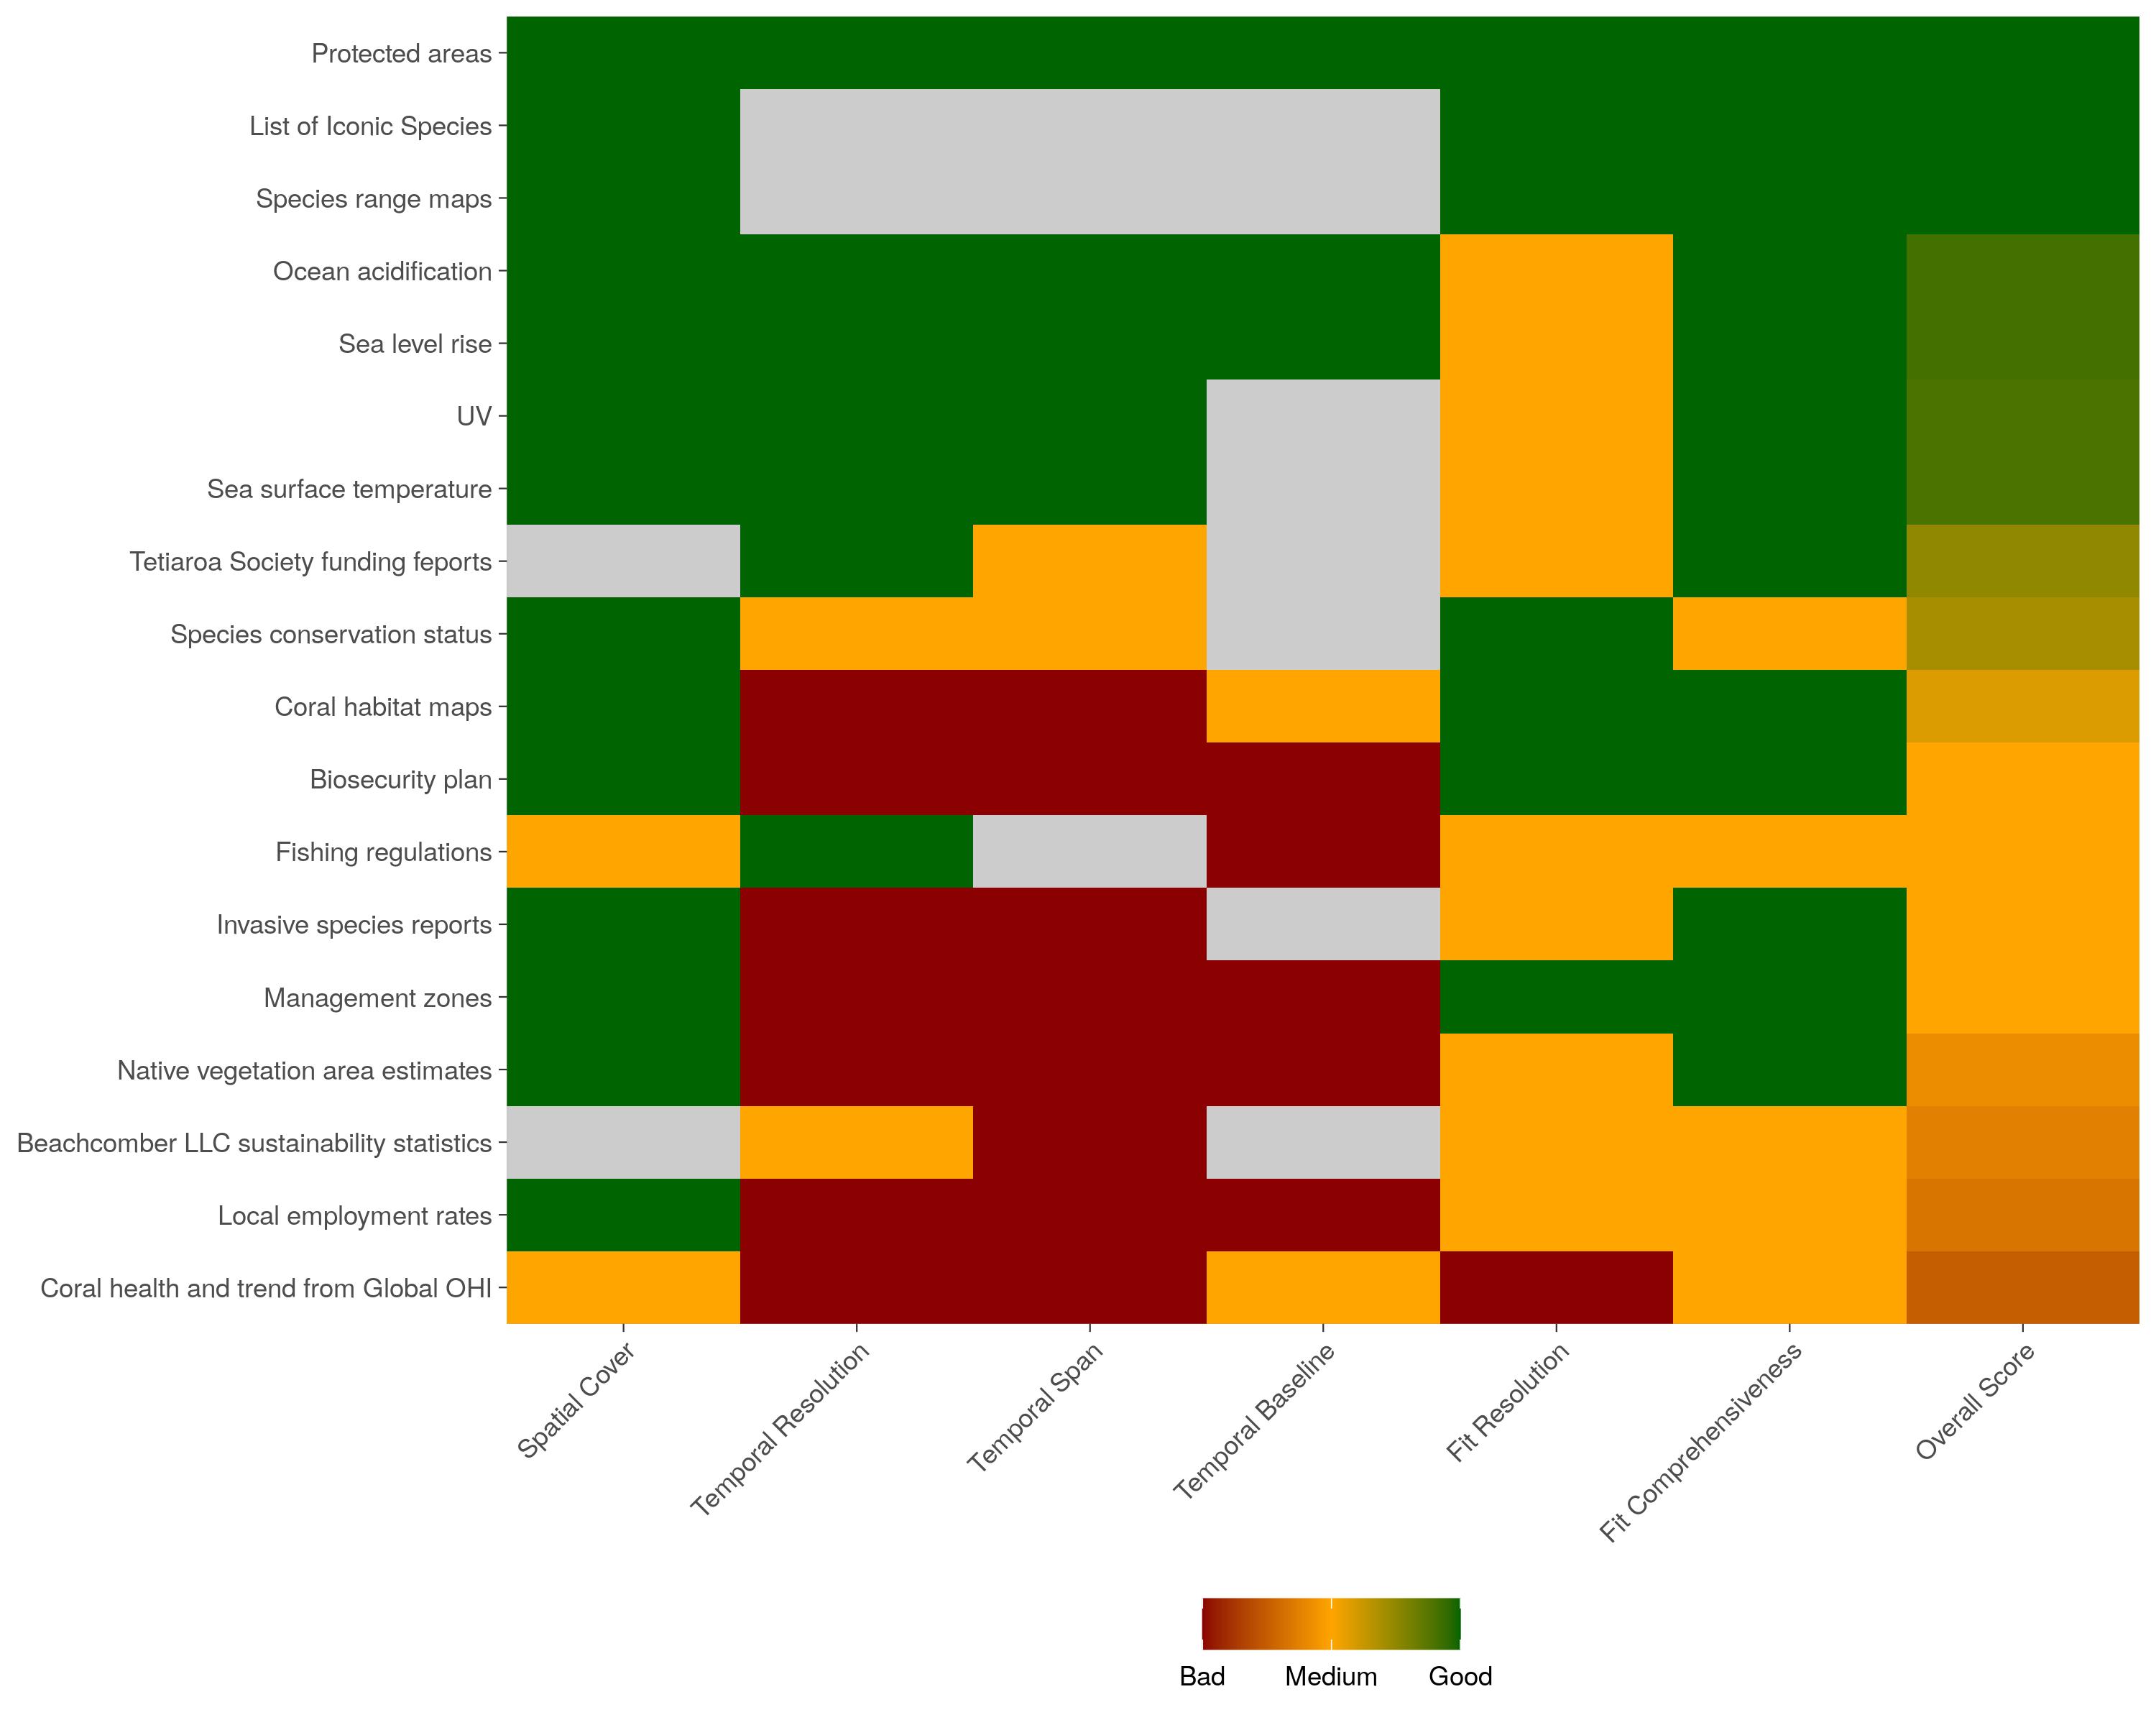 Protected areas
List of Iconic Species
Species range maps
Ocean acidification
Sea level rise
UV
Sea surface temperature
Tetiaroa Society funding feports
Species conservation status
Coral habitat maps
Biosecurity plan
Fishing regulations
Invasive species reports
Management zones
Native vegetation area estimates
Beachcomber LLC sustainability statistics
Local employment rates
Coral health and trend from Global OHI
Spatial Cover
Temporal Resolution
Temporal Span
Temporal Baseline
Fit Resolution
Fit Comprehensiveness
Overall Score
Bad Medium Good